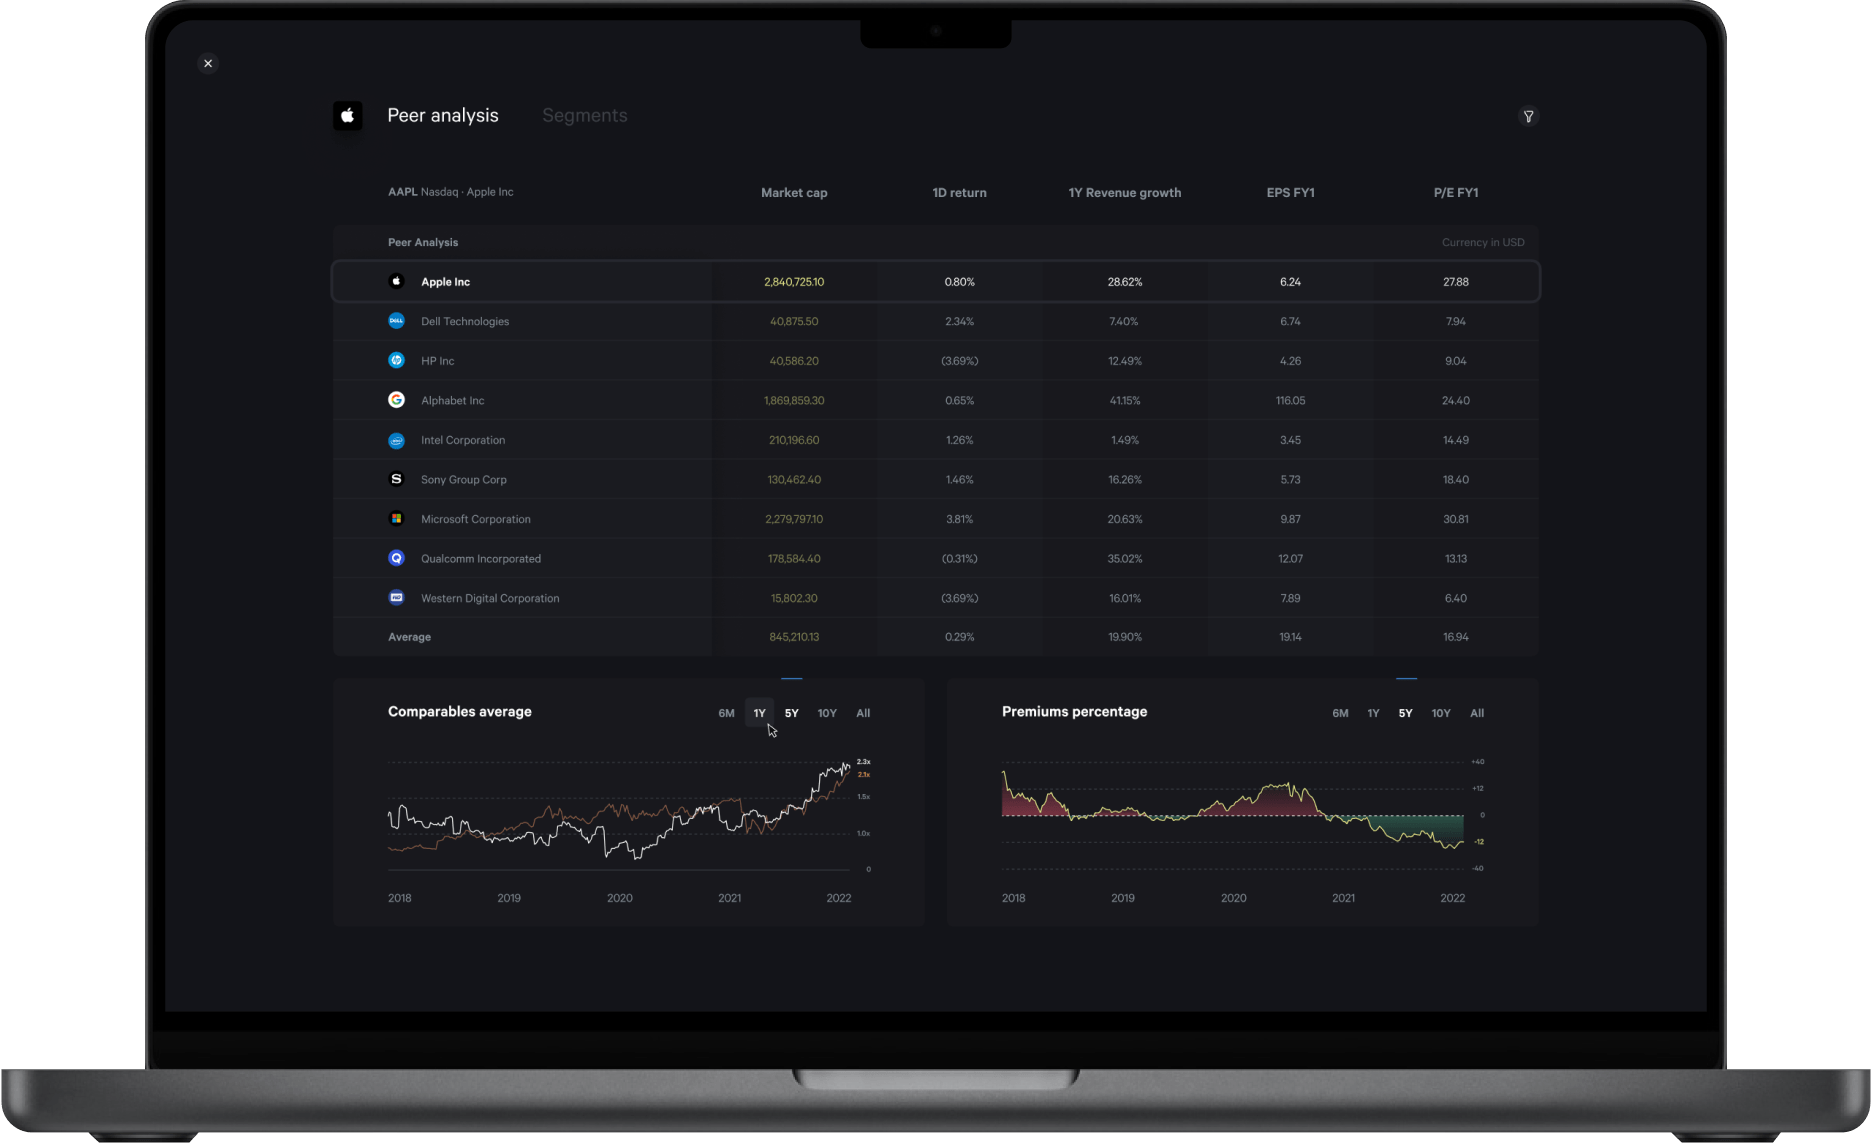 Peer analysis Segments
AAPL Nasdaq · Apple Inc Market cap 1D return 1Y Revenue growth EPS FY1 P/E FY1
Peer Analysis Currency in USD
Apple Inc 2,840,725.10 0.80% 28.62% 6.24 27.88
DELL Dell Technologies 40,875.50 2.34% 7.40% 6.74 7.94
hp HP Inc 40,586.20 (3.69%) 12.49% 4.26 9.04
G Alphabet Inc 1,869,859.30 0.65% 41.15% 116.05 24.40
intel Intel Corporation 210,196.60 1.26% 1.49% 3.45 14.49
S Sony Group Corp 130,462.40 1.46% 16.26% 5.73 18.40
Microsoft Corporation 2,279,797.10 3.81% 20.63% 9.87 30.81
Q Qualcomm Incorporated 178,584.40 (0.31%) 35.02% 12.07 13.13
WD Western Digital Corporation 15,802.30 (3.69%) 16.01% 7.89 6.40
Average 845,210.13 0.29% 19.90% 19.14 16.94
Comparables average 6M 1Y 5Y 10Y All
2.3x
2.1x
1.5x
1.0x
0
2018 2019 2020 2021 2022
Premiums percentage 6M 1Y 5Y 10Y All
+40
+12
0
-12
-40
2018 2019 2020 2021 2022